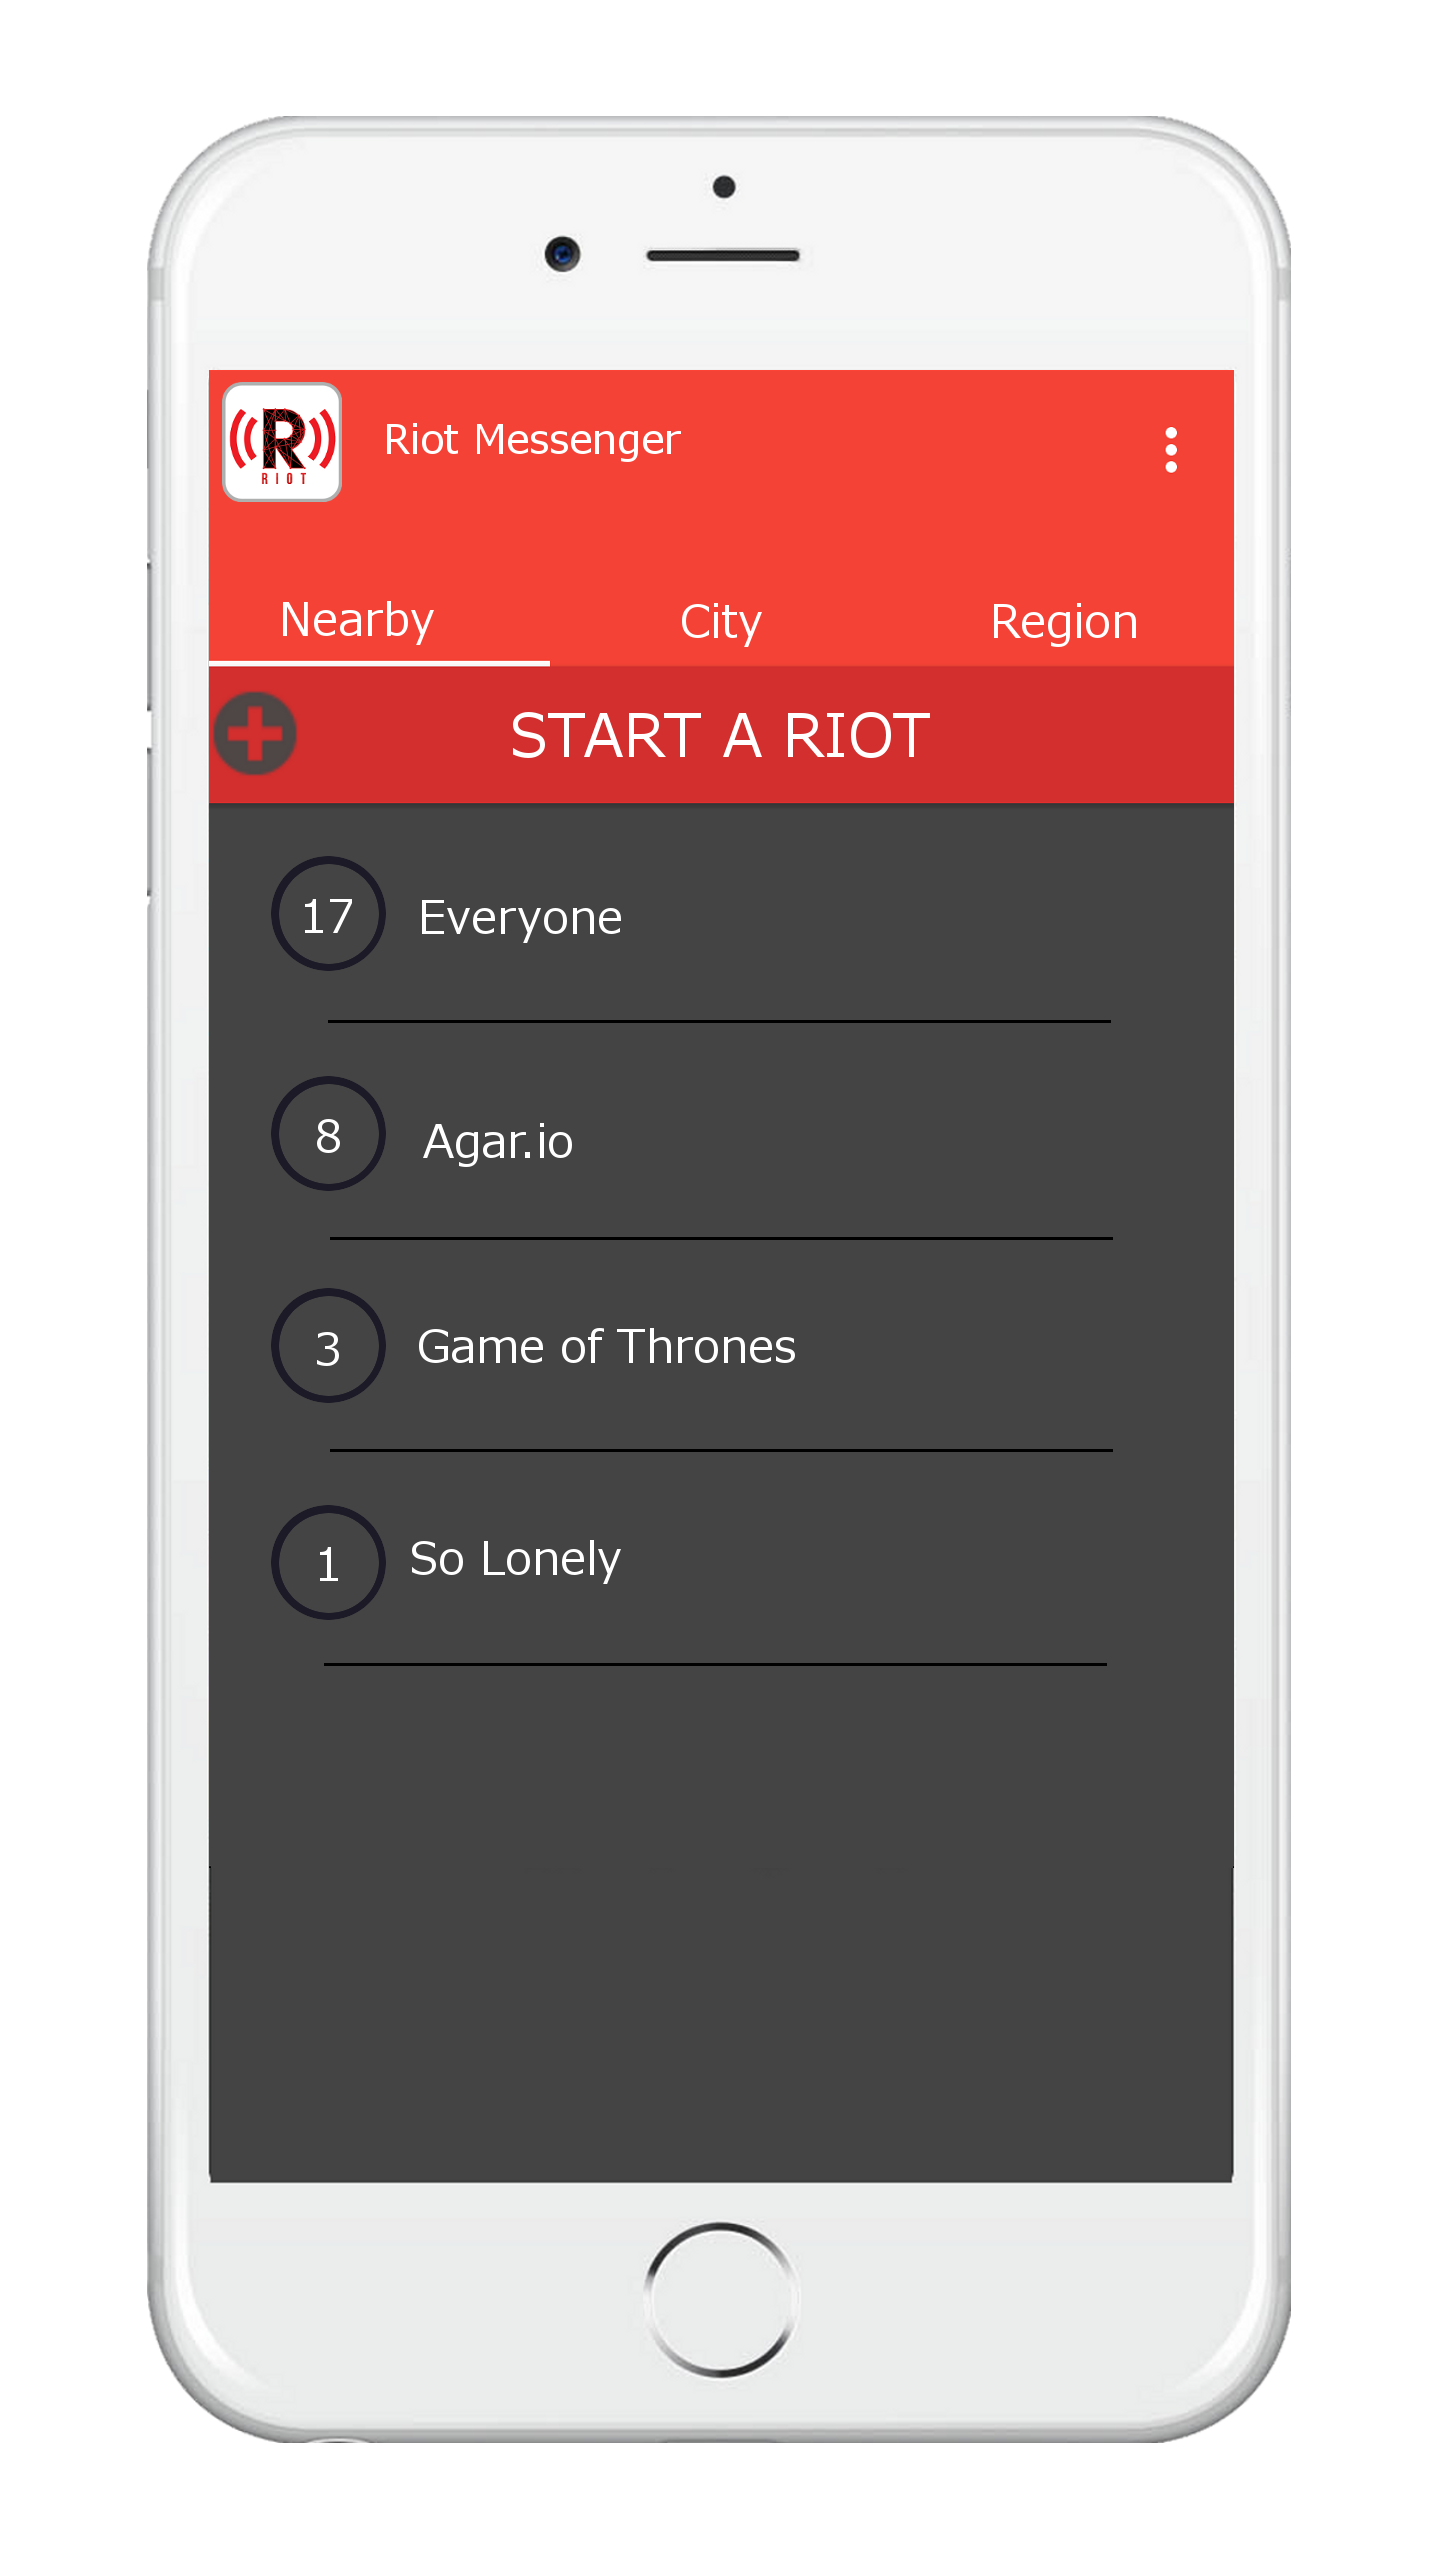 R
RIOT
Riot Messenger
Nearby City Region
START A RIOT
17 Everyone
8 Agar.io
3 Game of Thrones
1 So Lonely